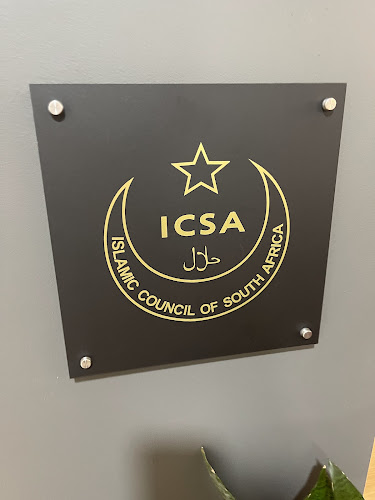 ICSA
حلال
ISLAMIC COUNCIL OF SOUTH AFRICA